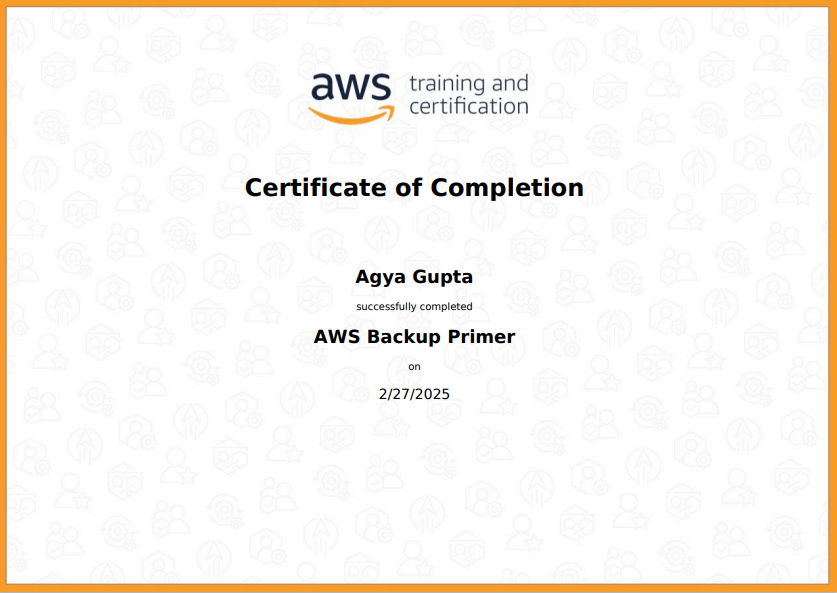 aws training and
certification
Certificate of Completion
Agya Gupta
successfully completed
AWS Backup Primer
on
2/27/2025